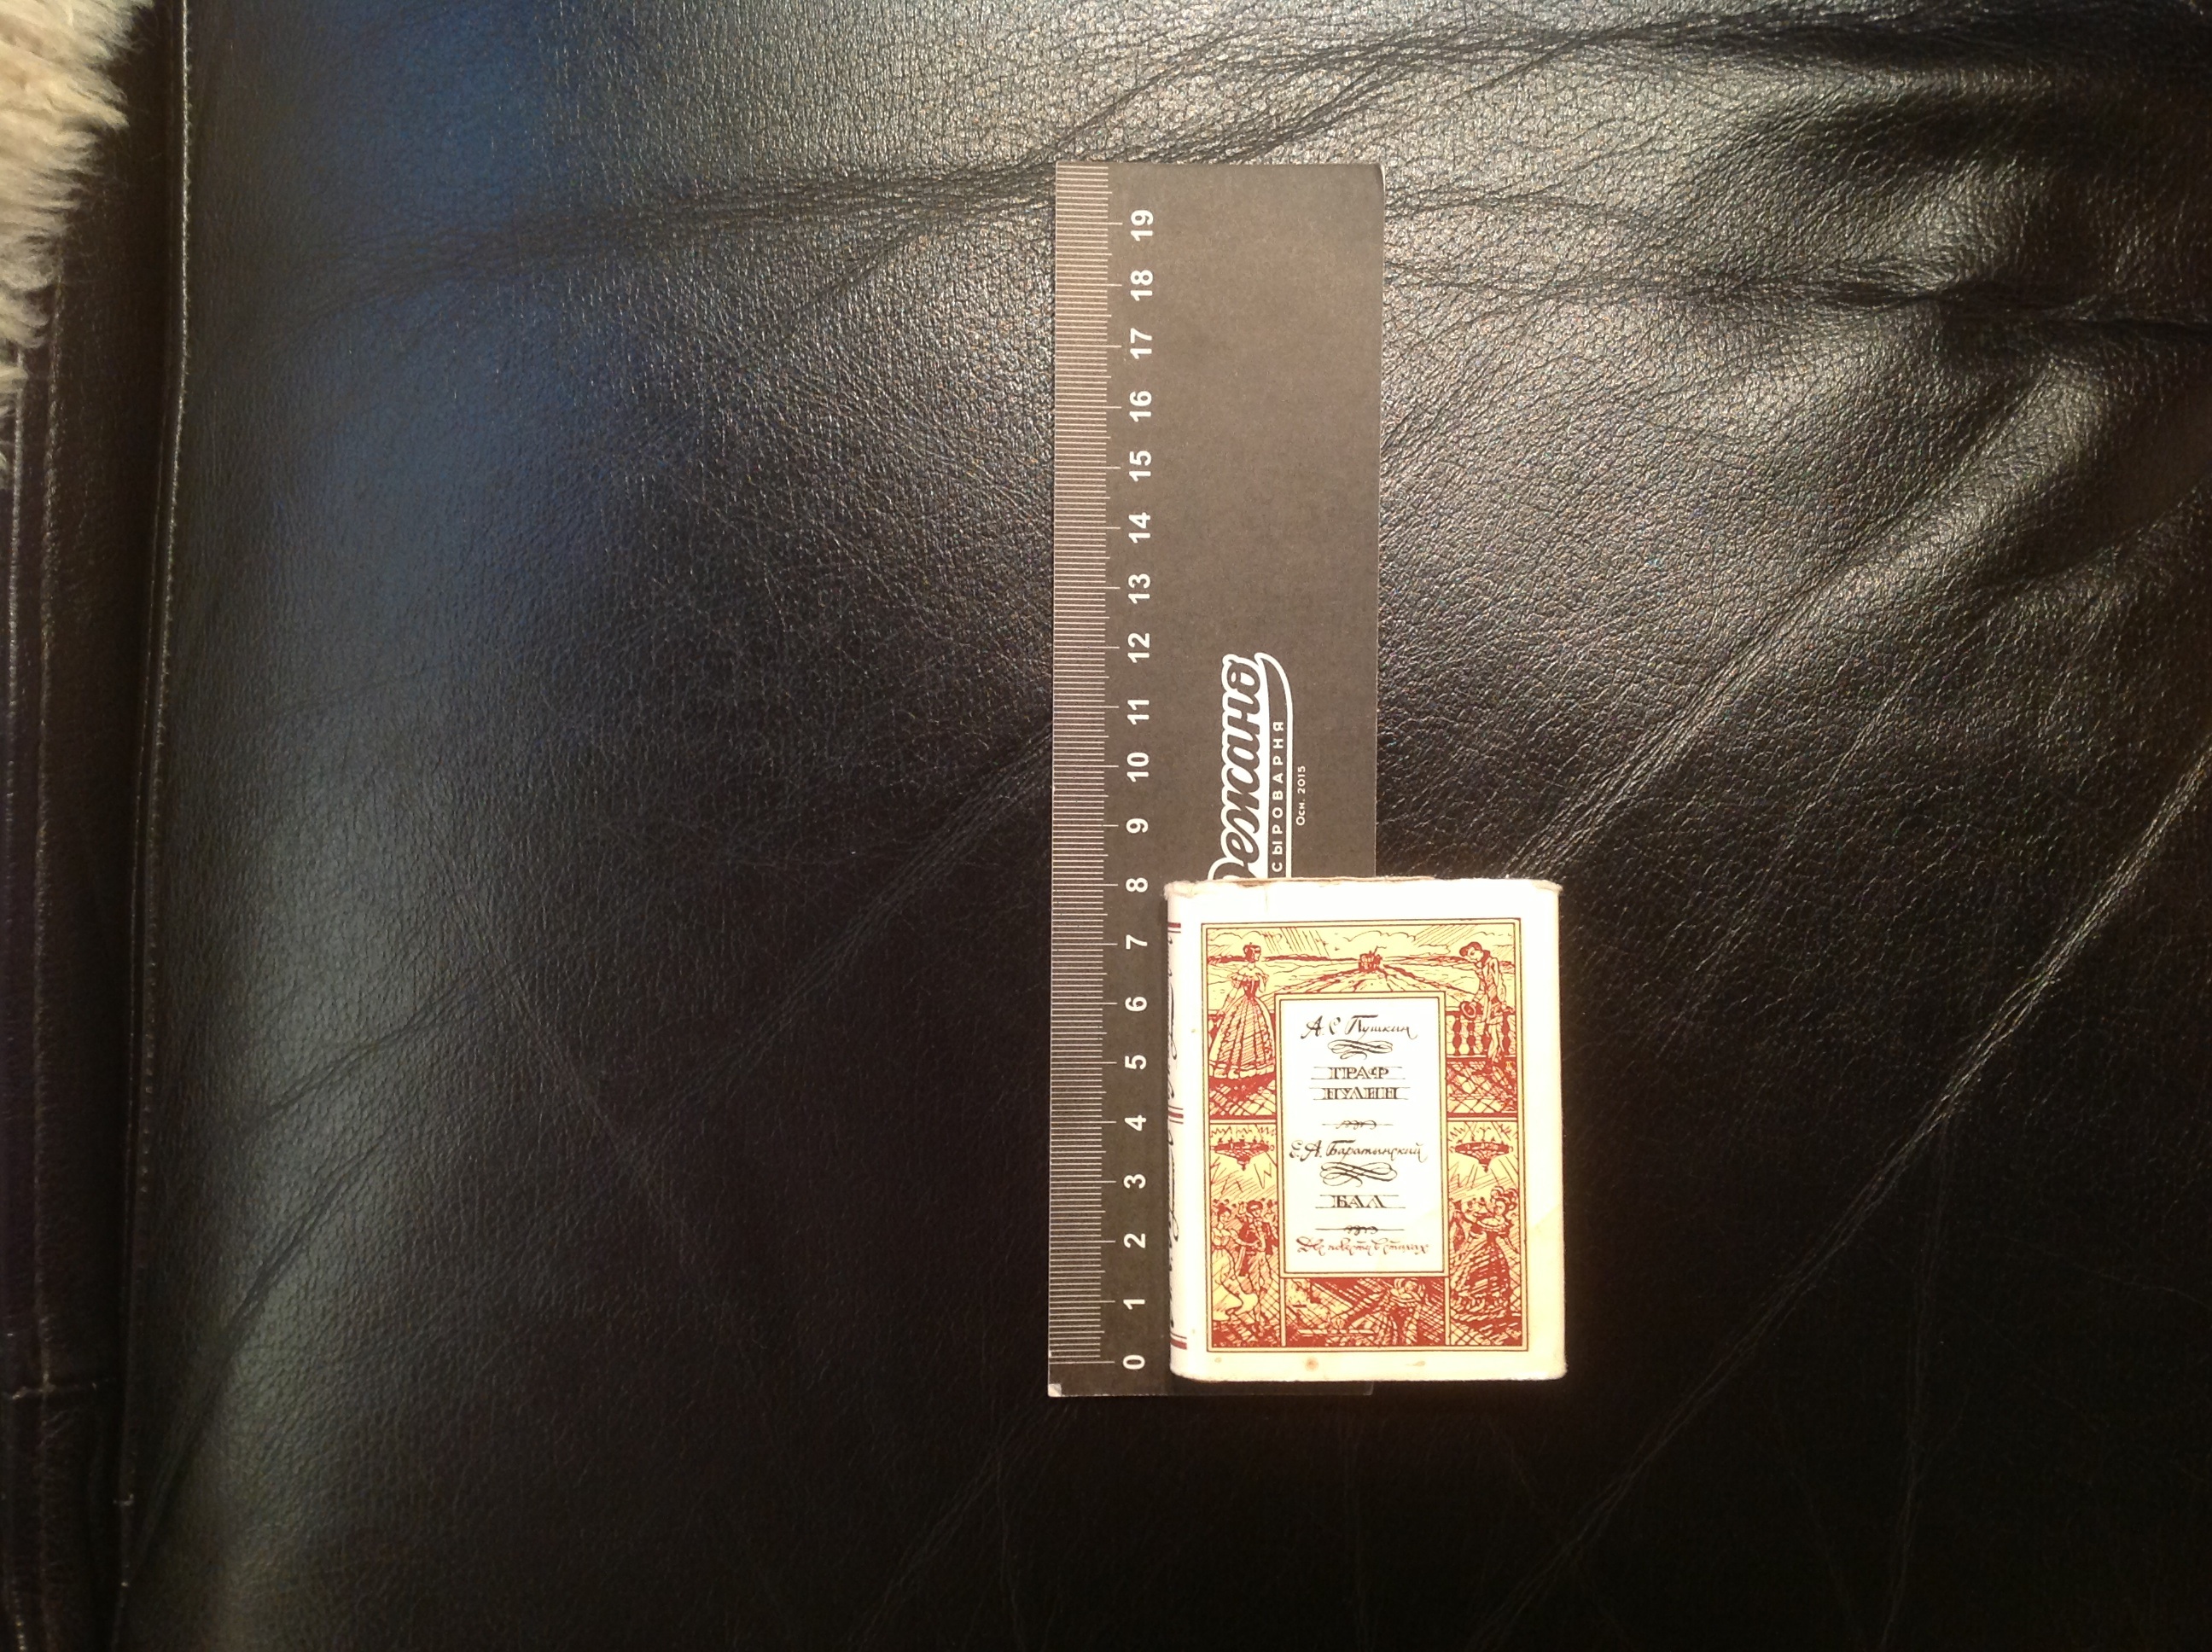 19
18
17
16
15
14
13
12
11
10
9
8
7
6
5
4
3
2
1
0
СЫРОВАРНЯ
Осн. 2015
А. С. Пушкин
ГРАФ
НУЛИН
Е. А. Баратынский
БАЛ
Две повести в стихах